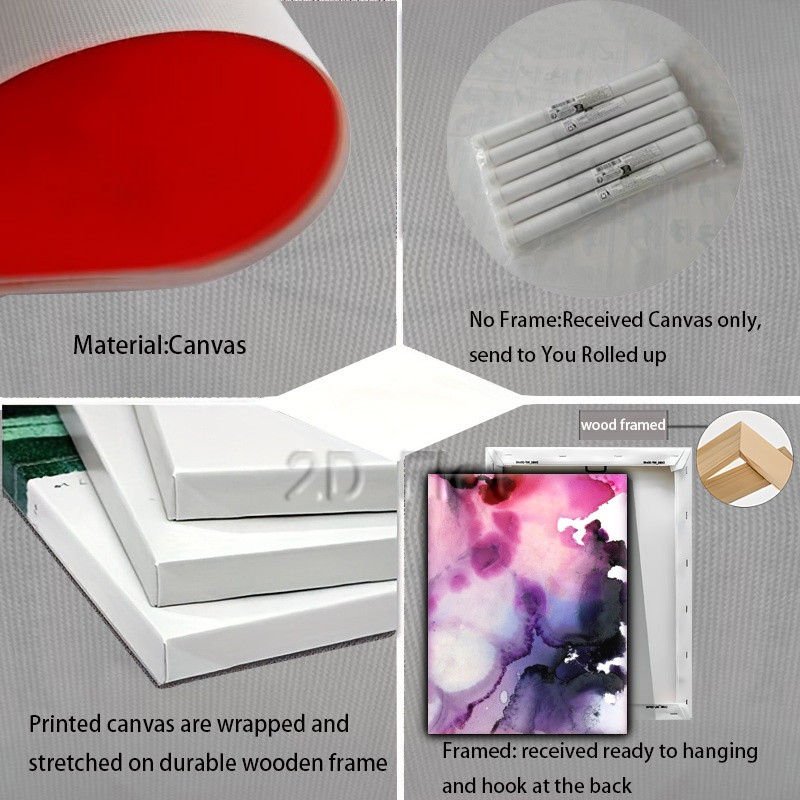 Material:Canvas
No Frame:Received Canvas only,
send to You Rolled up
wood framed
2D
Printed canvas are wrapped and
stretched on durable wooden frame
Framed: received ready to hanging
and hook at the back